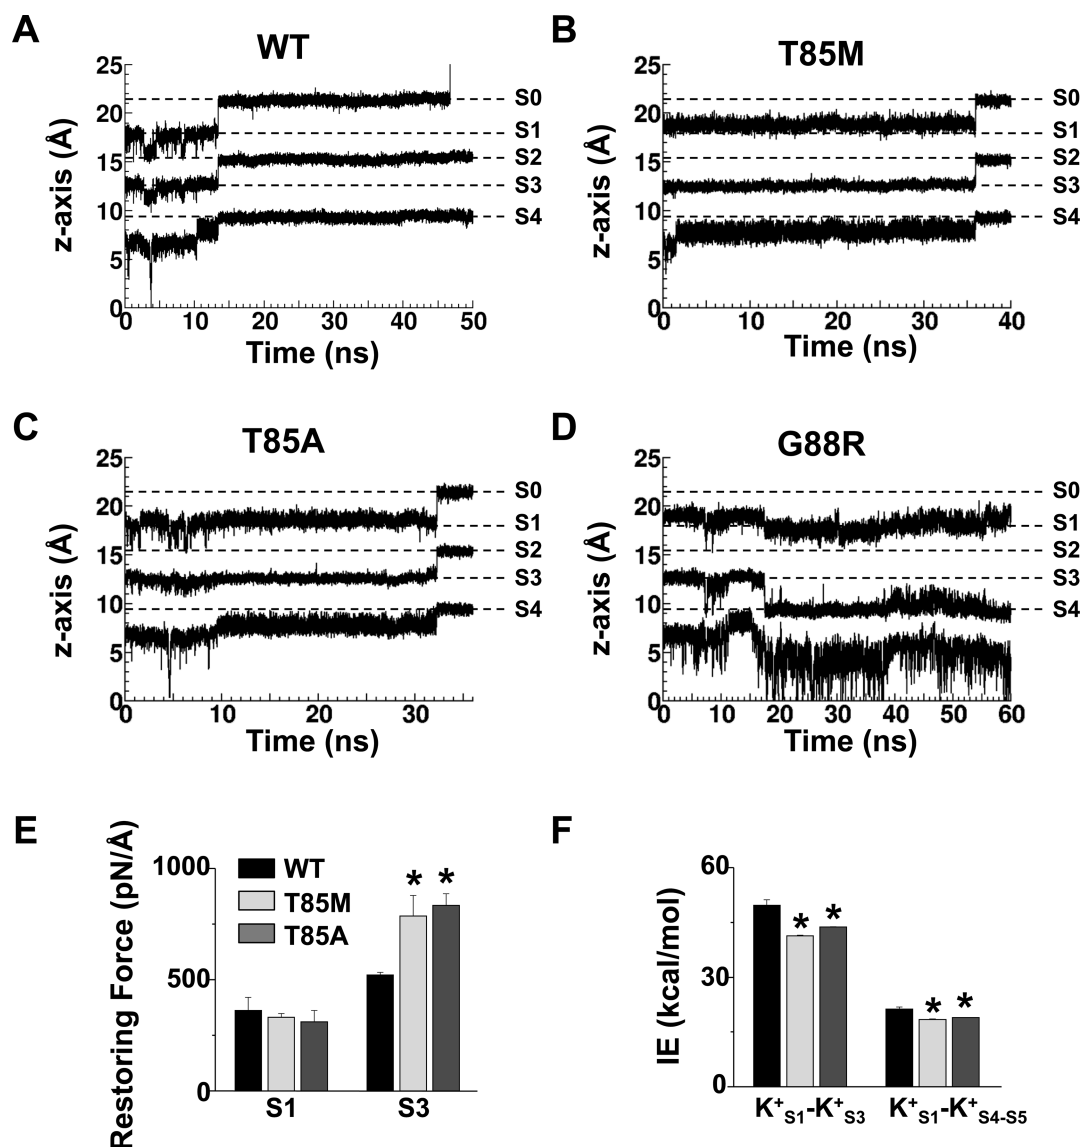 A
WT
z-axis (Å)
25
20
15
10
5
0
S0
S1
S2
S3
S4
0 10 20 30 40 50
Time (ns)
B
T85M
z-axis (Å)
25
20
15
10
5
0
S0
S1
S2
S3
S4
0 10 20 30 40
Time (ns)
C
T85A
z-axis (Å)
25
20
15
10
5
0
S0
S1
S2
S3
S4
0 10 20 30
Time (ns)
D
G88R
z-axis (Å)
25
20
15
10
5
0
S0
S1
S2
S3
S4
0 10 20 30 40 50 60
Time (ns)
E
Restoring Force (pN/Å)
1000
500
0
WT
T85M
T85A
* *
S1 S3
F
IE (kcal/mol)
60
30
0
* *
* *
K⁺S1-K⁺S3 K⁺S1-K⁺S4-S5